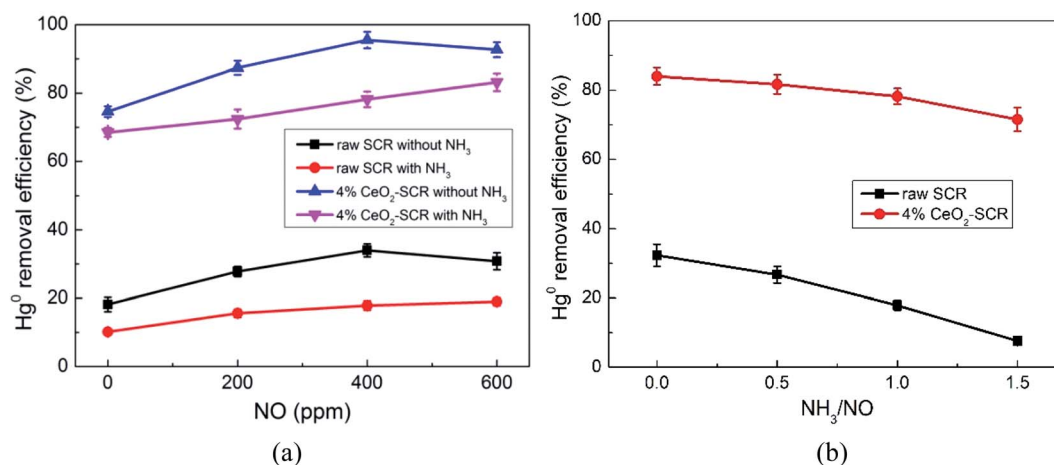 100
80
60
40
20
0
Hg⁰ removal efficiency (%)
raw SCR without NH₃
raw SCR with NH₃
4% CeO₂-SCR without NH₃
4% CeO₂-SCR with NH₃
0 200 400 600
NO (ppm)
(a)
100
80
60
40
20
0
Hg⁰ removal efficiency (%)
raw SCR
4% CeO₂-SCR
0.0 0.5 1.0 1.5
NH₃/NO
(b)